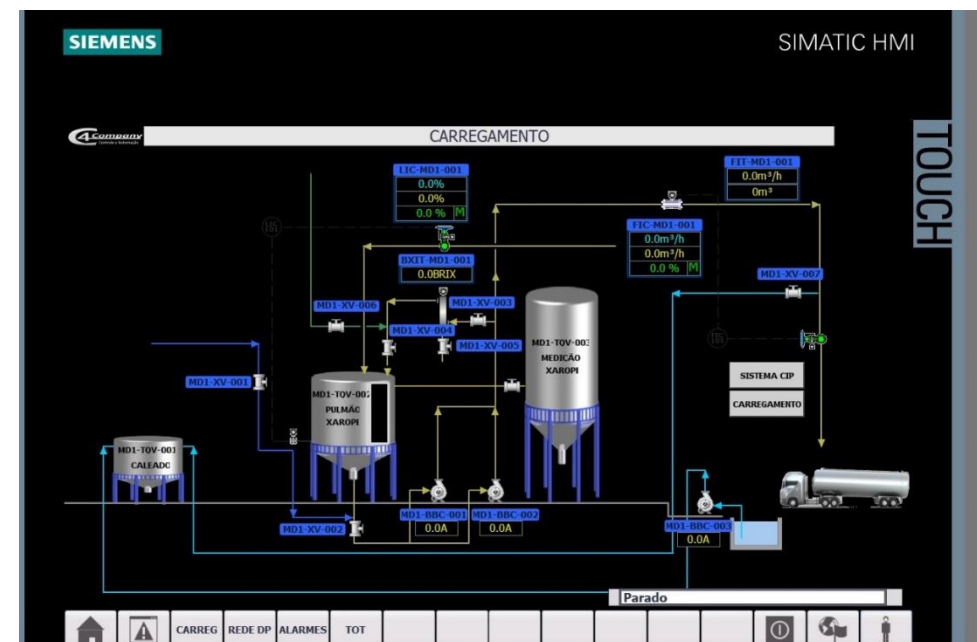 SIEMENS
SIMATIC HMI
TOUCH
C4 Company
CARREGAMENTO
LIC-MD1-001
0.0%
0.0%
0.0 % M
FIT-MD1-001
0.0m³/h
0m³
FIC-MD1-001
0.0m³/h
0.0m³/h
0.0 % M
BXIT-MD1-001
0.0BRIX
MD1-XV-007
MD1-XV-006
MD1-XV-003
MD1-XV-004
MD1-XV-005
MD1-TQV-003
MEDIÇÃO
XAROPI
MD1-XV-001
MD1-TQV-002
PULMÃO
XAROPI
SISTEMA CIP
CARREGAMENTO
MD1-TQV-001
CALEADO
MD1-XV-002
MD1-BBC-001
0.0A
MD1-BBC-002
0.0A
MD1-BBC-003
0.0A
Parado
CARREG
REDE DP
ALARMES
TOT